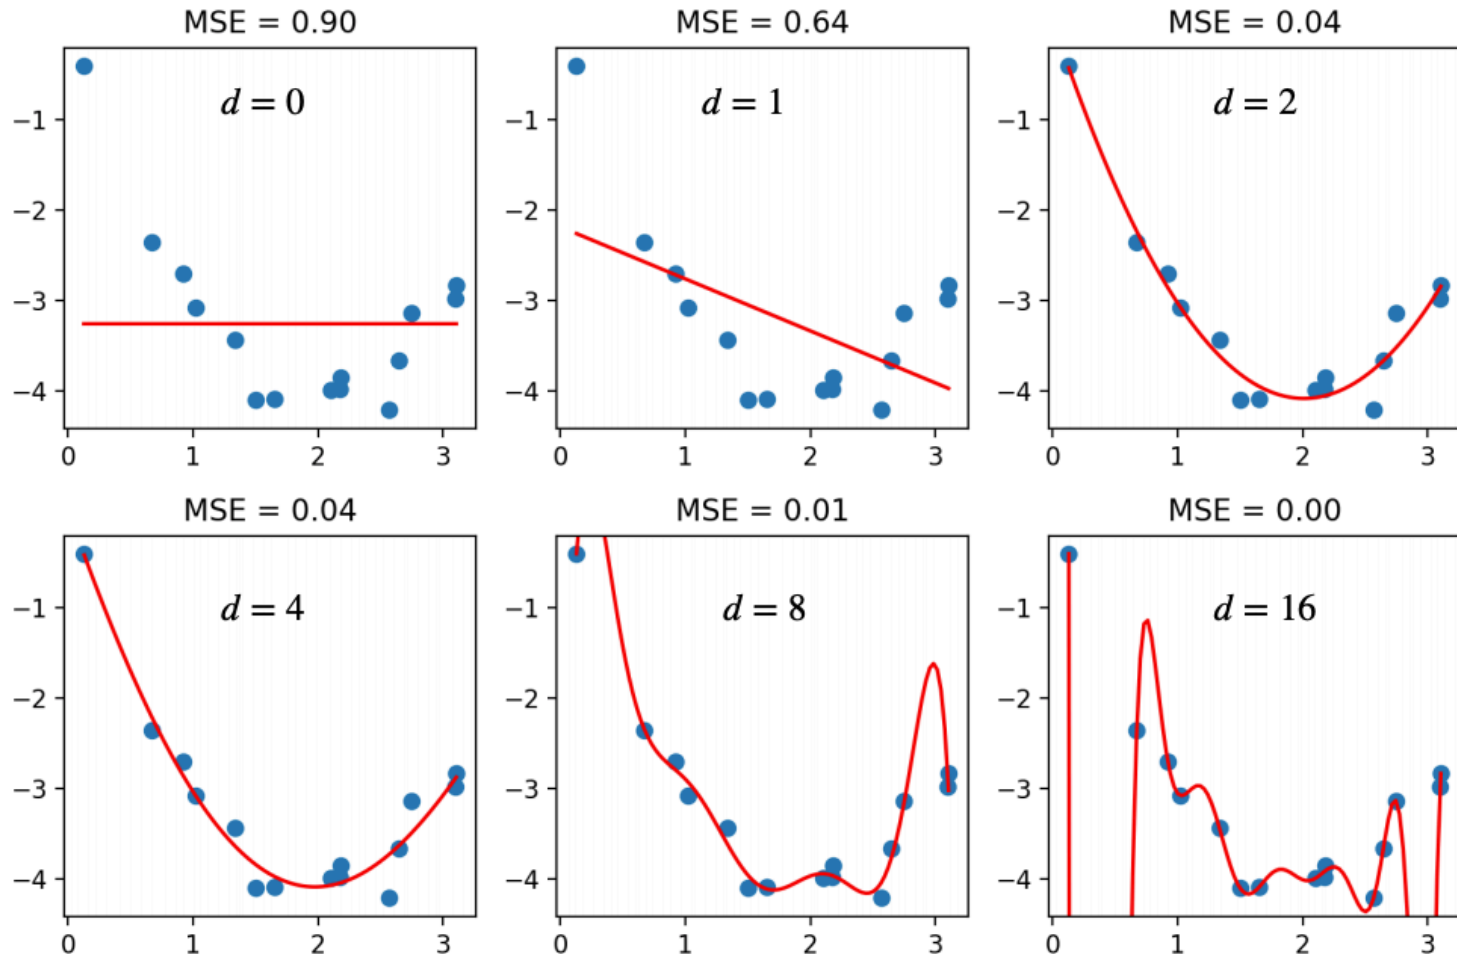 MSE = 0.90
d = 0
−1
−2
−3
−4
0 1 2 3
MSE = 0.64
d = 1
−1
−2
−3
−4
0 1 2 3
MSE = 0.04
d = 2
−1
−2
−3
−4
0 1 2 3
MSE = 0.04
d = 4
−1
−2
−3
−4
0 1 2 3
MSE = 0.01
d = 8
−1
−2
−3
−4
0 1 2 3
MSE = 0.00
d = 16
−1
−2
−3
−4
0 1 2 3